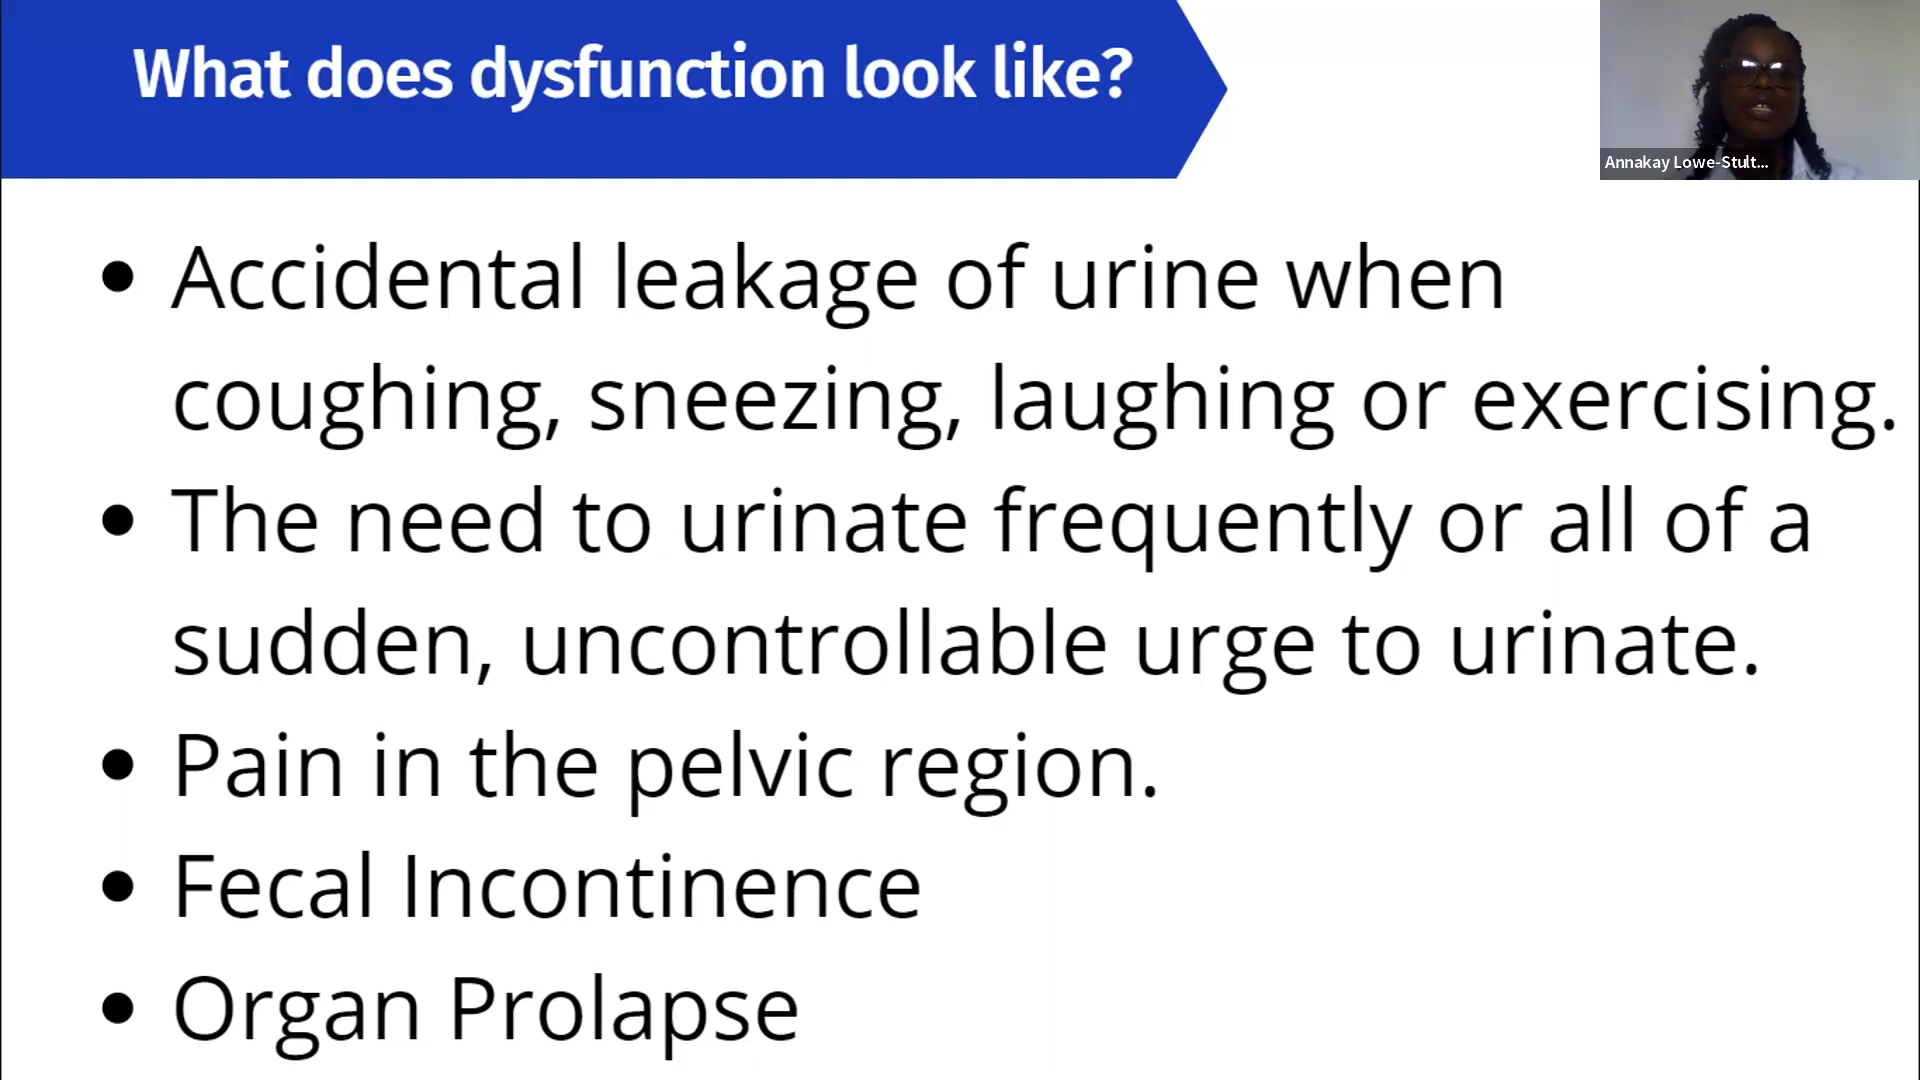 What does dysfunction look like?
Annakay Lowe-Stult...
• Accidental leakage of urine when
coughing, sneezing, laughing or exercising.
• The need to urinate frequently or all of a
sudden, uncontrollable urge to urinate.
• Pain in the pelvic region.
• Fecal Incontinence
• Organ Prolapse